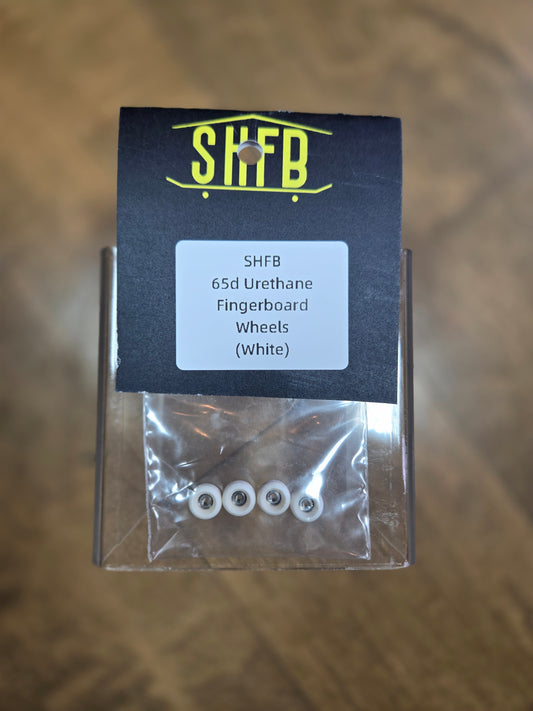 SHFB
SHFB
65d Urethane
Fingerboard
Wheels
(White)